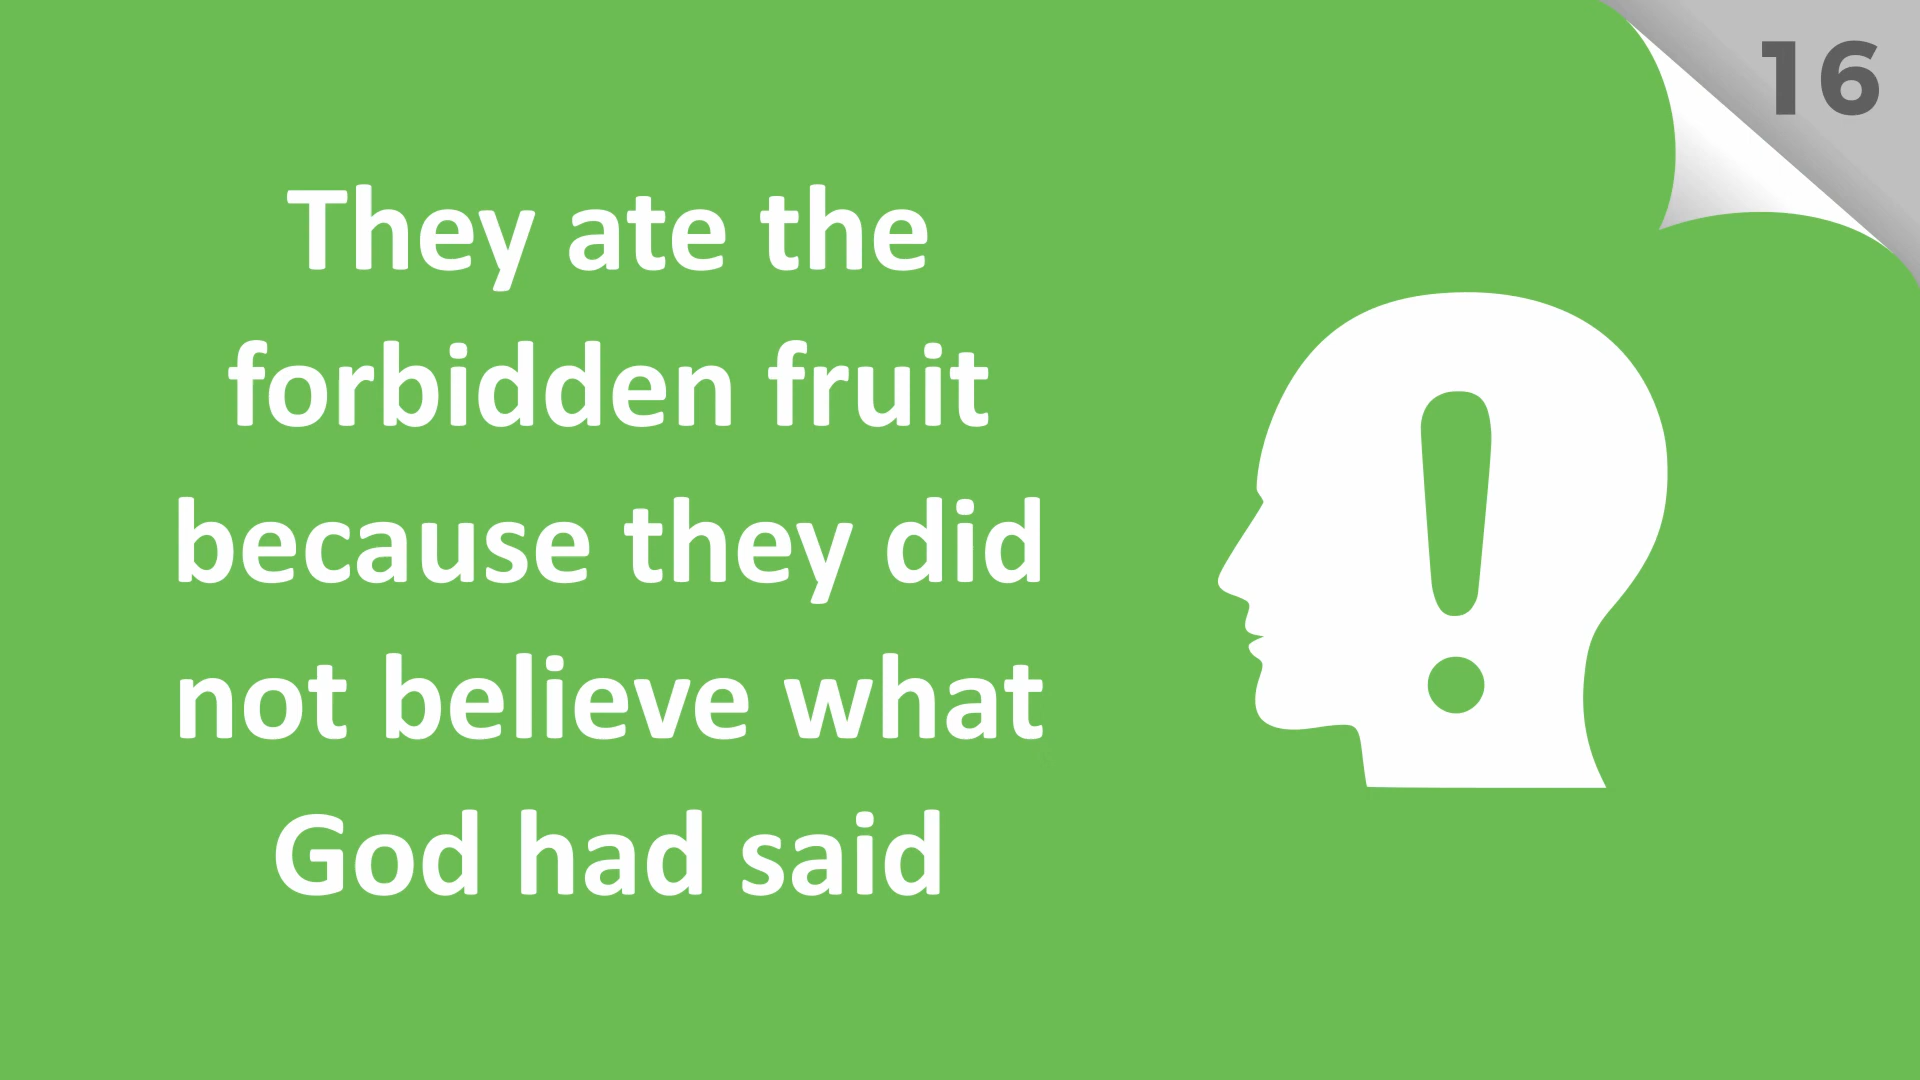 16
They ate the
forbidden fruit
because they did
not believe what
God had said